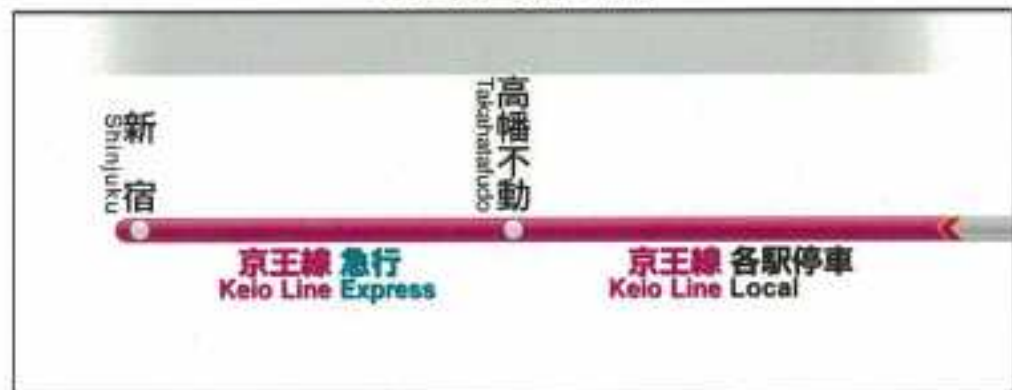 新宿
Shinjuku
高幡不動
Takahatafudo
京王線 急行
Keio Line Express
京王線 各駅停車
Keio Line Local